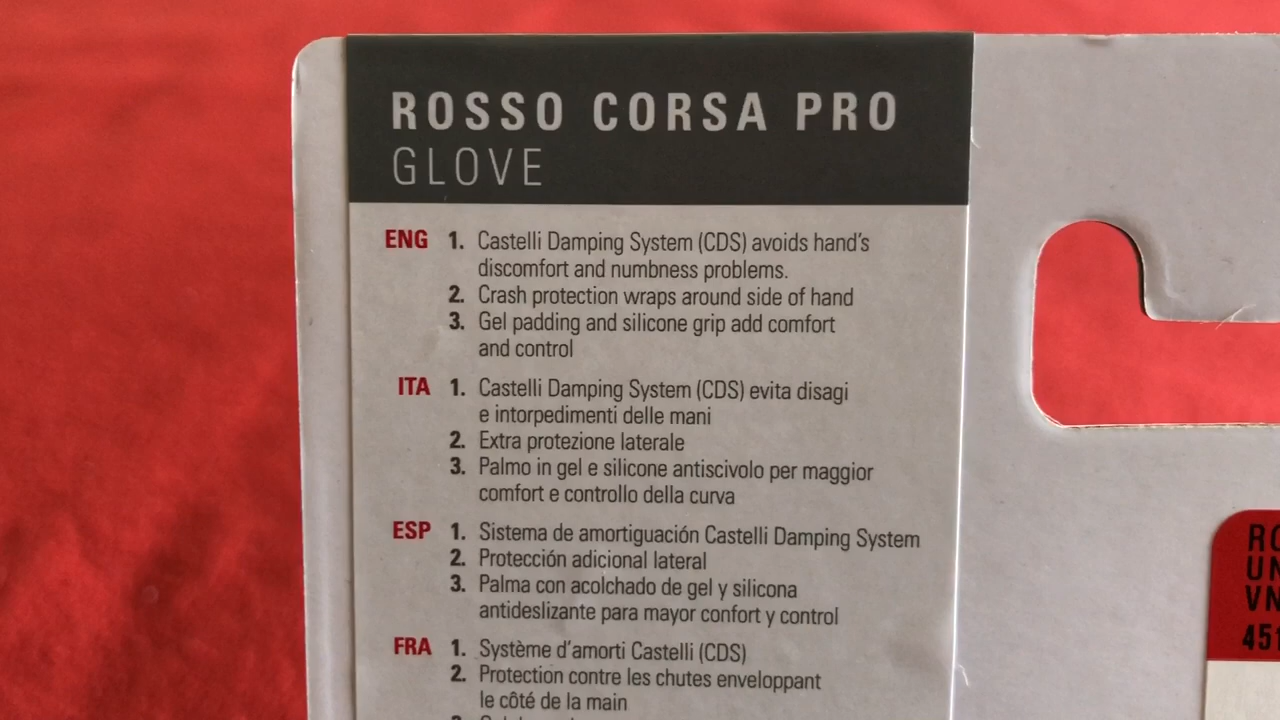 ROSSO CORSA PRO
GLOVE
ENG 1. Castelli Damping System (CDS) avoids hand's
discomfort and numbness problems.
2. Crash protection wraps around side of hand
3. Gel padding and silicone grip add comfort
and control
ITA 1. Castelli Damping System (CDS) evita disagi
e intorpedimenti delle mani
2. Extra protezione laterale
3. Palmo in gel e silicone antiscivolo per maggior
comfort e controllo della curva
ESP 1. Sistema de amortiguación Castelli Damping System
2. Protección adicional lateral
3. Palma con acolchado de gel y silicona
antideslizante para mayor confort y control
FRA 1. Système d'amorti Castelli (CDS)
2. Protection contre les chutes enveloppant
le côté de la main